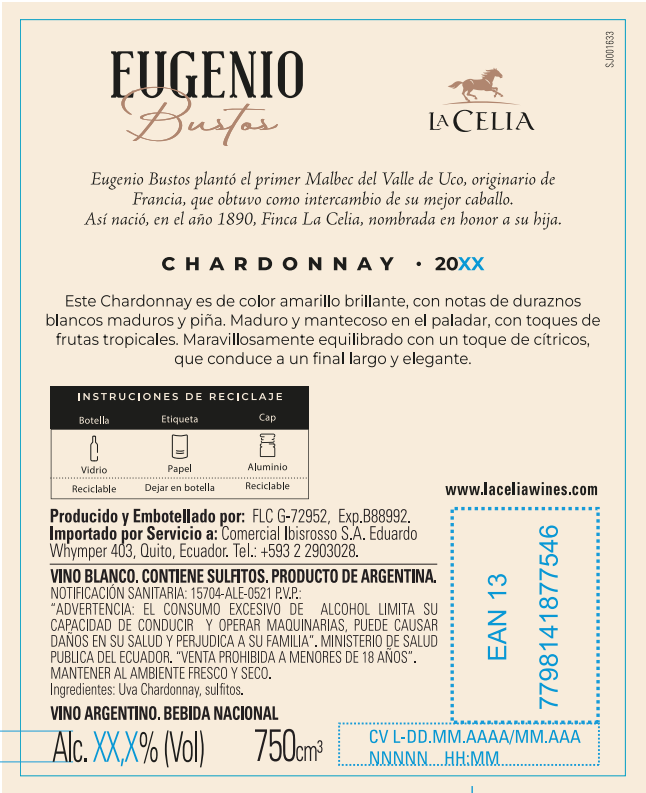 SJ001633
EUGENIO
Bustos
LA CELIA
Eugenio Bustos plantó el primer Malbec del Valle de Uco, originario de
Francia, que obtuvo como intercambio de su mejor caballo.
Así nació, en el año 1890, Finca La Celia, nombrada en honor a su hija.
CHARDONNAY · 20XX
Este Chardonnay es de color amarillo brillante, con notas de duraznos
blancos maduros y piña. Maduro y mantecoso en el paladar, con toques de
frutas tropicales. Maravillosamente equilibrado con un toque de cítricos,
que conduce a un final largo y elegante.
INSTRUCIONES DE RECICLAJE
Botella Etiqueta Cap
Vidrio Papel Aluminio
Reciclable Dejar en botella Reciclable
www.laceliawines.com
Producido y Embotellado por: FLC G-72952, Exp.B88992.
Importado por Servicio a: Comercial Ibisrosso S.A. Eduardo
Whymper 403, Quito, Ecuador. Tel.: +593 2 2903028.
VINO BLANCO. CONTIENE SULFITOS. PRODUCTO DE ARGENTINA.
NOTIFICACIÓN SANITARIA: 15704-ALE-0521 P.V.P.:
"ADVERTENCIA: EL CONSUMO EXCESIVO DE ALCOHOL LIMITA SU
CAPACIDAD DE CONDUCIR Y OPERAR MAQUINARIAS, PUEDE CAUSAR
DAÑOS EN SU SALUD Y PERJUDICA A SU FAMILIA". MINISTERIO DE SALUD
PUBLICA DEL ECUADOR. "VENTA PROHIBIDA A MENORES DE 18 AÑOS".
MANTENER AL AMBIENTE FRESCO Y SECO.
Ingredientes: Uva Chardonnay, sulfitos.
VINO ARGENTINO. BEBIDA NACIONAL
Alc. XX,X% (Vol) 750cm³
EAN 13
7798141877546
CV L-DD.MM.AAAA/MM.AAA
NNNNN HH:MM